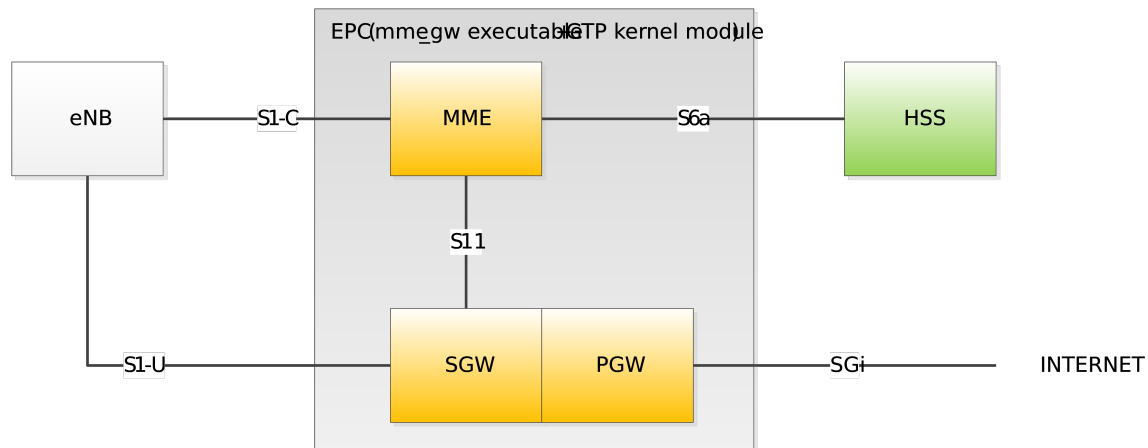 EPC(mme_gw executable+GTP kernel module)
eNB
S1-C
MME
S6a
HSS
S11
S1-U
SGW
PGW
SGi
INTERNET